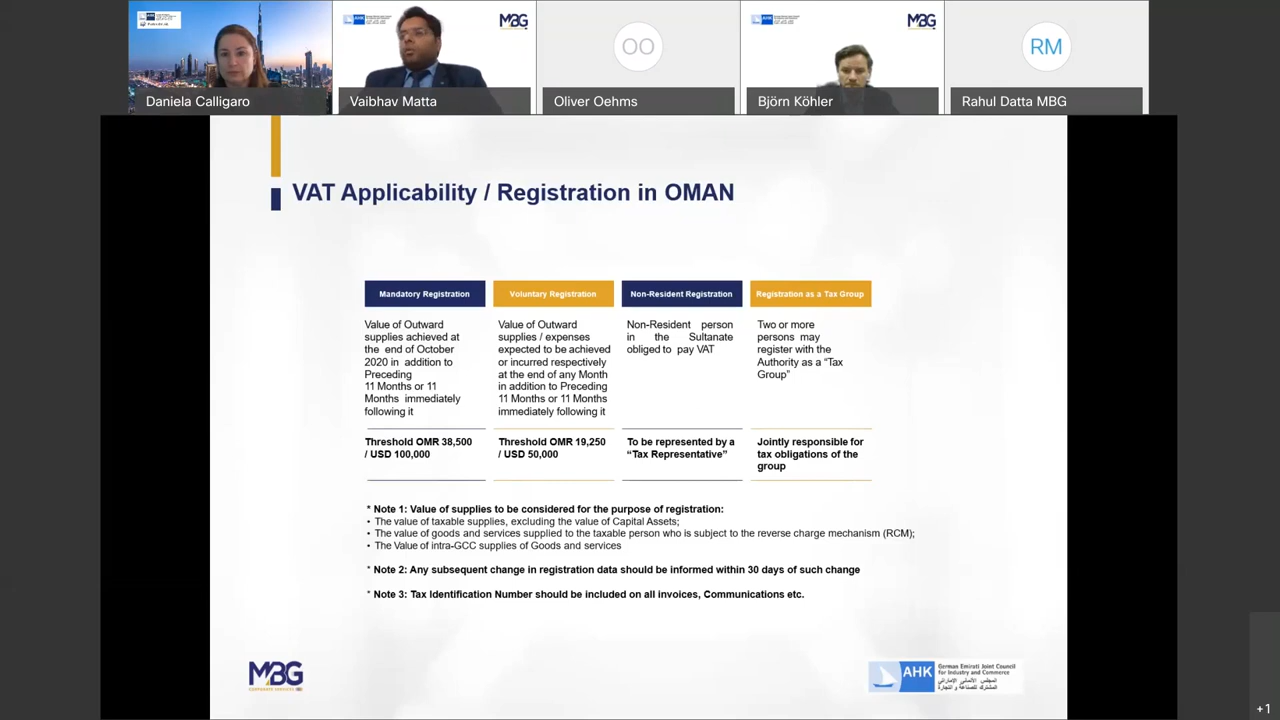 AHK
MBG
AHK
MBG
OO
RM
Daniela Calligaro
Vaibhav Matta
Oliver Oehms
Björn Köhler
Rahul Datta MBG
VAT Applicability / Registration in OMAN
Mandatory Registration
Value of Outward
supplies achieved at
the end of October
2020 in addition to
Preceding
11 Months or 11
Months immediately
following it
Threshold OMR 38,500
/ USD 100,000
Voluntary Registration
Value of Outward
supplies / expenses
expected to be achieved
or incurred respectively
at the end of any Month
in addition to Preceding
11 Months or 11 Months
immediately following it
Threshold OMR 19,250
/ USD 50,000
Non-Resident Registration
Non-Resident person
in the Sultanate
obliged to pay VAT
To be represented by a
“Tax Representative”
Registration as a Tax Group
Two or more
persons may
register with the
Authority as a “Tax
Group”
Jointly responsible for
tax obligations of the
group
* Note 1: Value of supplies to be considered for the purpose of registration:
• The value of taxable supplies, excluding the value of Capital Assets;
• The value of goods and services supplied to the taxable person who is subject to the reverse charge mechanism (RCM);
• The Value of intra-GCC supplies of Goods and services
* Note 2: Any subsequent change in registration data should be informed within 30 days of such change
* Note 3: Tax Identification Number should be included on all invoices, Communications etc.
MBG
CORPORATE SERVICES
AHK
German Emirati Joint Council
for Industry and Commerce
المجلس الألماني الإماراتي
المشترك للصناعة و التجارة
+1